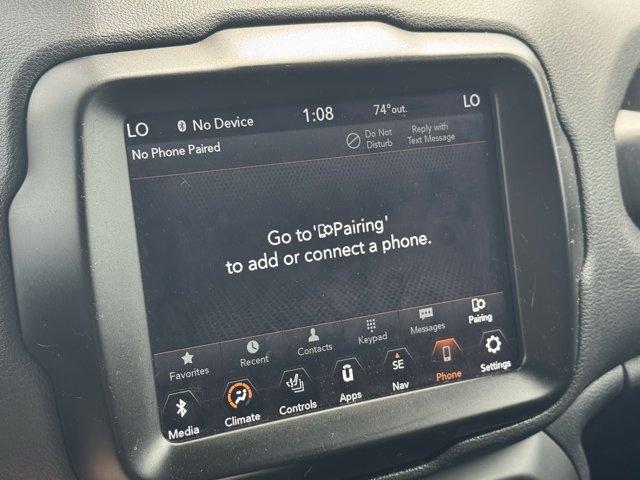 LO No Device 1:08 74° out. LO
No Phone Paired
Do Not
Disturb
Reply with
Text Message
Go to 'Pairing'
to add or connect a phone.
Favorites Recent Contacts Keypad Messages Pairing
SE
Media Climate Controls Apps Nav Phone Settings